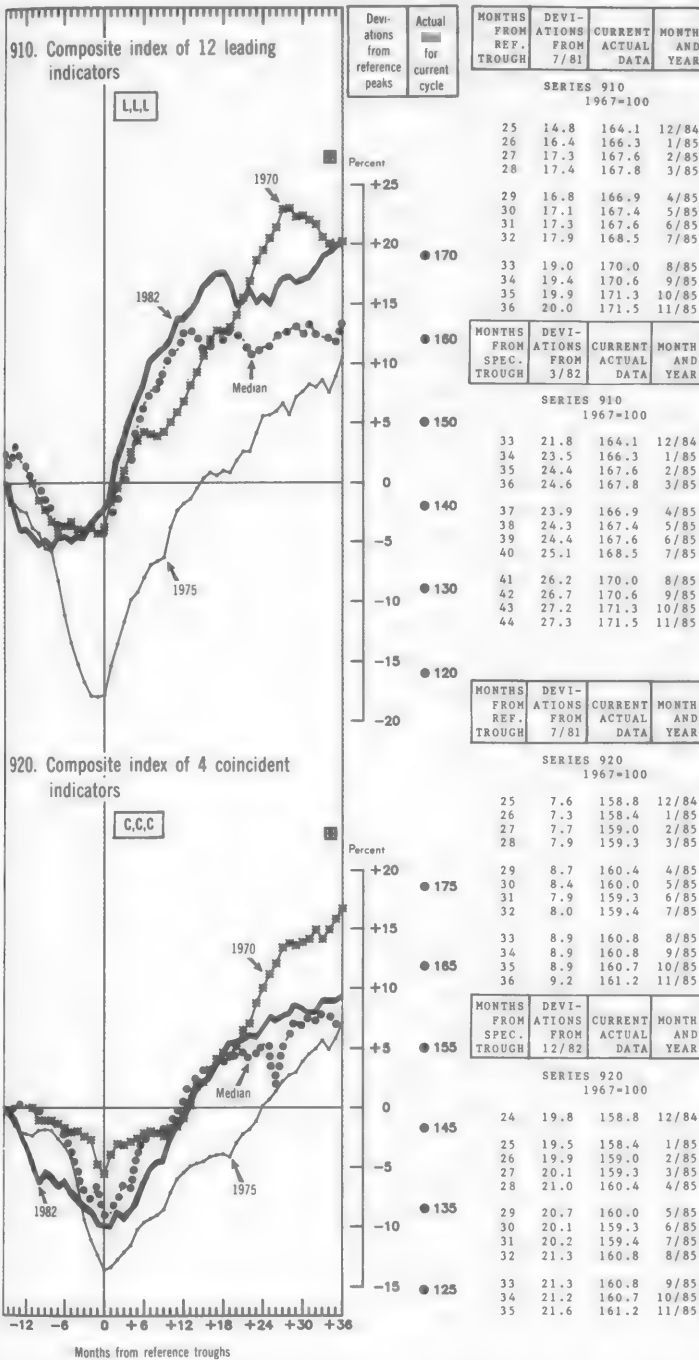 910. Composite index of 12 leading
indicators
L,L,L
1970
1982
Median
1975
920. Composite index of 4 coincident
indicators
C,C,C
1970
Median
1975
1982
-12 -6 0 +6 +12 +18 +24 +30 +36
Months from reference troughs
Devi-
ations
from
reference
peaks
Actual
for
current
cycle
Percent
+25
+20
+15
+10
+5
0
-5
-10
-15
-20
170
160
150
140
130
120
Percent
+20
+15
+10
+5
0
-5
-10
-15
175
165
155
145
135
125
MONTHS DEVI-
FROM ATIONS CURRENT MONTH
REF. FROM ACTUAL AND
TROUGH 7/81 DATA YEAR
SERIES 910
1967=100
25 14.8 164.1 12/84
26 16.4 166.3 1/85
27 17.3 167.6 2/85
28 17.4 167.8 3/85
29 16.8 166.9 4/85
30 17.1 167.4 5/85
31 17.3 167.6 6/85
32 17.9 168.5 7/85
33 19.0 170.0 8/85
34 19.4 170.6 9/85
35 19.9 171.3 10/85
36 20.0 171.5 11/85
MONTHS DEVI-
FROM ATIONS CURRENT MONTH
SPEC. FROM ACTUAL AND
TROUGH 3/82 DATA YEAR
SERIES 910
1967=100
33 21.8 164.1 12/84
34 23.5 166.3 1/85
35 24.4 167.6 2/85
36 24.6 167.8 3/85
37 23.9 166.9 4/85
38 24.3 167.4 5/85
39 24.4 167.6 6/85
40 25.1 168.5 7/85
41 26.2 170.0 8/85
42 26.7 170.6 9/85
43 27.2 171.3 10/85
44 27.3 171.5 11/85
MONTHS DEVI-
FROM ATIONS CURRENT MONTH
REF. FROM ACTUAL AND
TROUGH 7/81 DATA YEAR
SERIES 920
1967=100
25 7.6 158.8 12/84
26 7.3 158.4 1/85
27 7.7 159.0 2/85
28 7.9 159.3 3/85
29 8.7 160.4 4/85
30 8.4 160.0 5/85
31 7.9 159.3 6/85
32 8.0 159.4 7/85
33 8.9 160.8 8/85
34 8.9 160.8 9/85
35 8.9 160.7 10/85
36 9.2 161.2 11/85
MONTHS DEVI-
FROM ATIONS CURRENT MONTH
SPEC. FROM ACTUAL AND
TROUGH 12/82 DATA YEAR
SERIES 920
1967=100
24 19.8 158.8 12/84
25 19.5 158.4 1/85
26 19.9 159.0 2/85
27 20.1 159.3 3/85
28 21.0 160.4 4/85
29 20.7 160.0 5/85
30 20.1 159.3 6/85
31 20.2 159.4 7/85
32 21.3 160.8 8/85
33 21.3 160.8 9/85
34 21.2 160.7 10/85
35 21.6 161.2 11/85